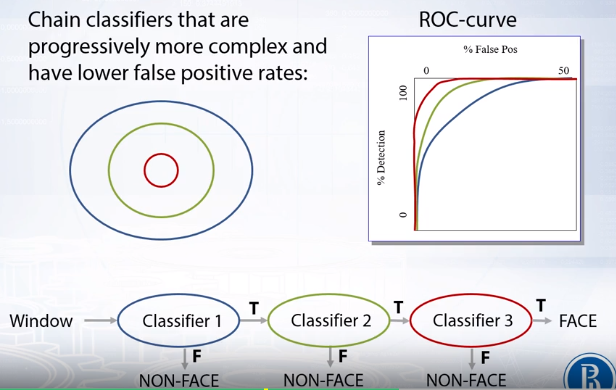 Chain classifiers that are
progressively more complex and
have lower false positive rates:
ROC-curve
% False Pos
0 50
% Detection
100
0
Window
Classifier 1
T
Classifier 2
T
Classifier 3
T
FACE
F
F
F
NON-FACE
NON-FACE
NON-FACE